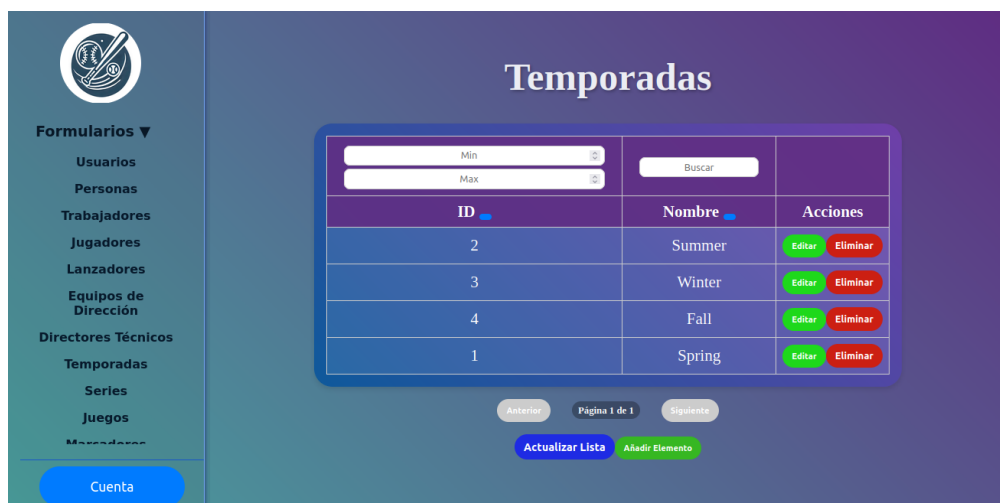 Temporadas
Formularios ▼
Usuarios
Personas
Trabajadores
Jugadores
Lanzadores
Equipos de
Dirección
Directores Técnicos
Temporadas
Series
Juegos
Marcadores
Cuenta
Min
Max
Buscar
ID Nombre Acciones
2 Summer Editar Eliminar
3 Winter Editar Eliminar
4 Fall Editar Eliminar
1 Spring Editar Eliminar
Anterior Página 1 de 1 Siguiente
Actualizar Lista Añadir Elemento